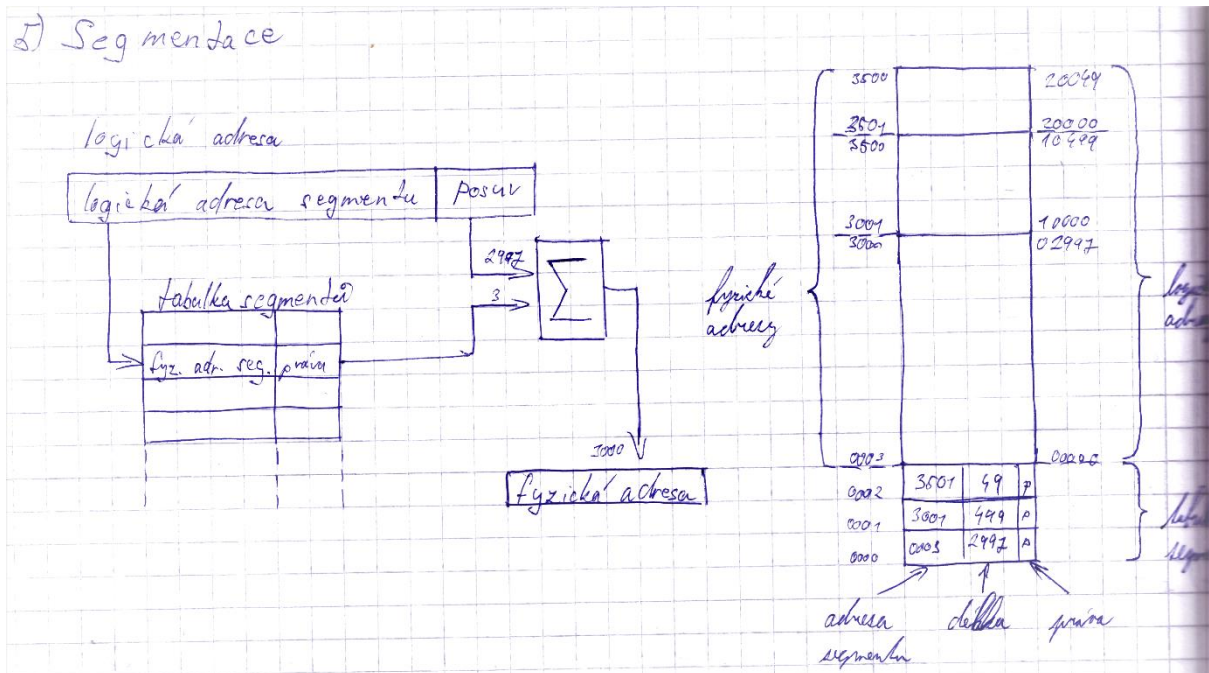 5) Segmentace
logická adresa
logická adresa segmentu posuv
2997
3
tabulka segmentů
fyz. adr. seg. práva
Σ
3000
fyzická adresa
fyzické
adresy
3500 20049
3501 20000
3500 10499
3001 10000
3000 02997
0003
0002 3501 49 P
0001 3001 499 P
0000 0003 2997 P
adresa délka práva
segmentu